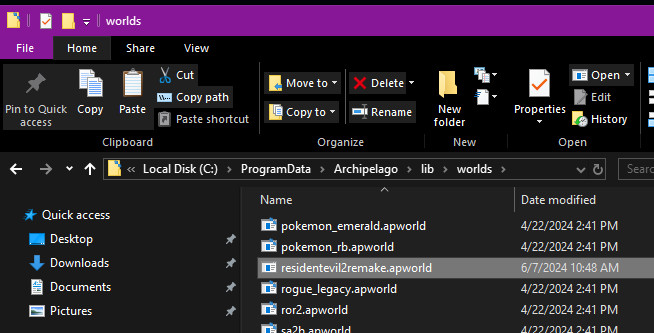 worlds
File Home Share View
Pin to Quick access
Copy
Paste
Cut
Copy path
Paste shortcut
Clipboard
Move to
Copy to
Delete
Rename
Organize
New folder
New
Properties
Open
Edit
History
Open
« Local Disk (C:) › ProgramData › Archipelago › lib › worlds ›
Searc
Quick access
Desktop
Downloads
Documents
Pictures
Name Date modified
pokemon_emerald.apworld 4/22/2024 2:41 PM
pokemon_rb.apworld 4/22/2024 2:41 PM
residentevil2remake.apworld 6/7/2024 10:48 AM
rogue_legacy.apworld 4/22/2024 2:41 PM
ror2.apworld 4/22/2024 2:41 PM
sa2b.apworld 4/22/2024 2:41 PM